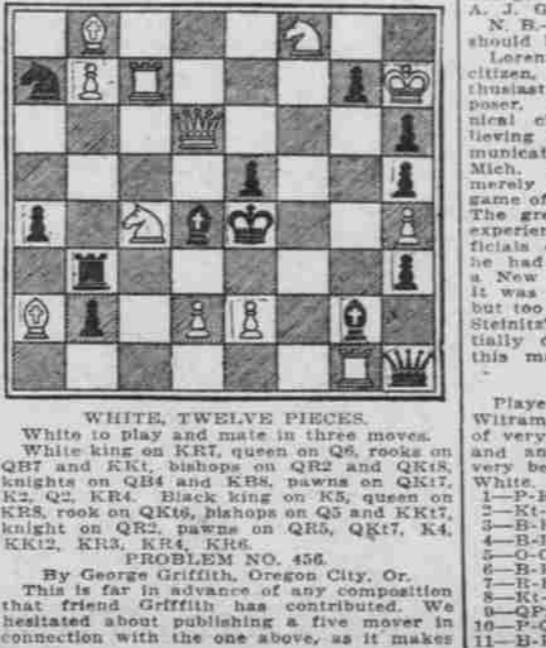 WHITE, TWELVE PIECES.
White to play and mate in three moves.
White king on KR7, queen on Q6, rooks on
QB7 and KKt, bishops on QR2 and QKt8,
knights on QB4 and KB8, pawns on QKt7,
K2, Q2, KR4. Black king on K5, queen on
KR8, rook on QKt6, bishops on Q5 and KKt7,
knight on QR2, pawns on QR5, QKt7, K4,
KKt2, KR3, KR4, KR6.
PROBLEM NO. 456.
By George Griffith, Oregon City, Or.
This is far in advance of any composition
that friend Grfffith has contributed. We
hesitated about publishing a five mover in
connection with the one above, as it makes
A. J. G
N. B.-
should
Loren
citizen,
thusiast
poser,
nical c
lieving
municat
Mich.
merely
game of
The gre
experien
ficials
he had
a New
it was
but too
Steinitz'
tially d
this ma
Playe
Witram
of very
and an
very be
White.
1—P-K
2—Kt-
3—B-K
4—B-
5—O-O
6—B-
7—R-
8—Kt-
9—QP
10—P-Q
11—B-